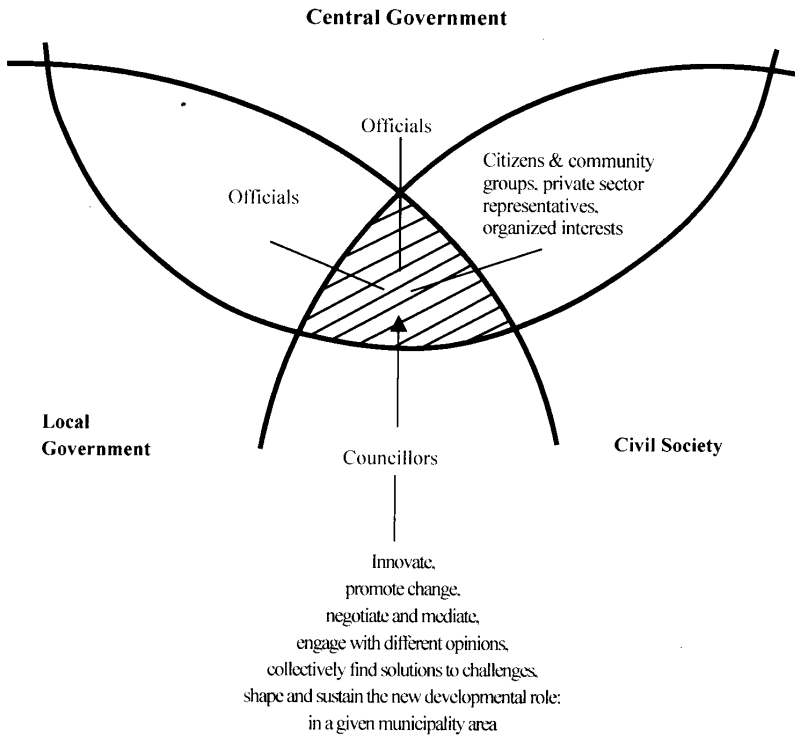 Central Government
Officials
Citizens & community
groups, private sector
representatives,
organized interests
Officials
Local
Government
Civil Society
Councillors
Innovate,
promote change,
negotiate and mediate,
engage with different opinions,
collectively find solutions to challenges,
shape and sustain the new developmental role:
in a given municipality area